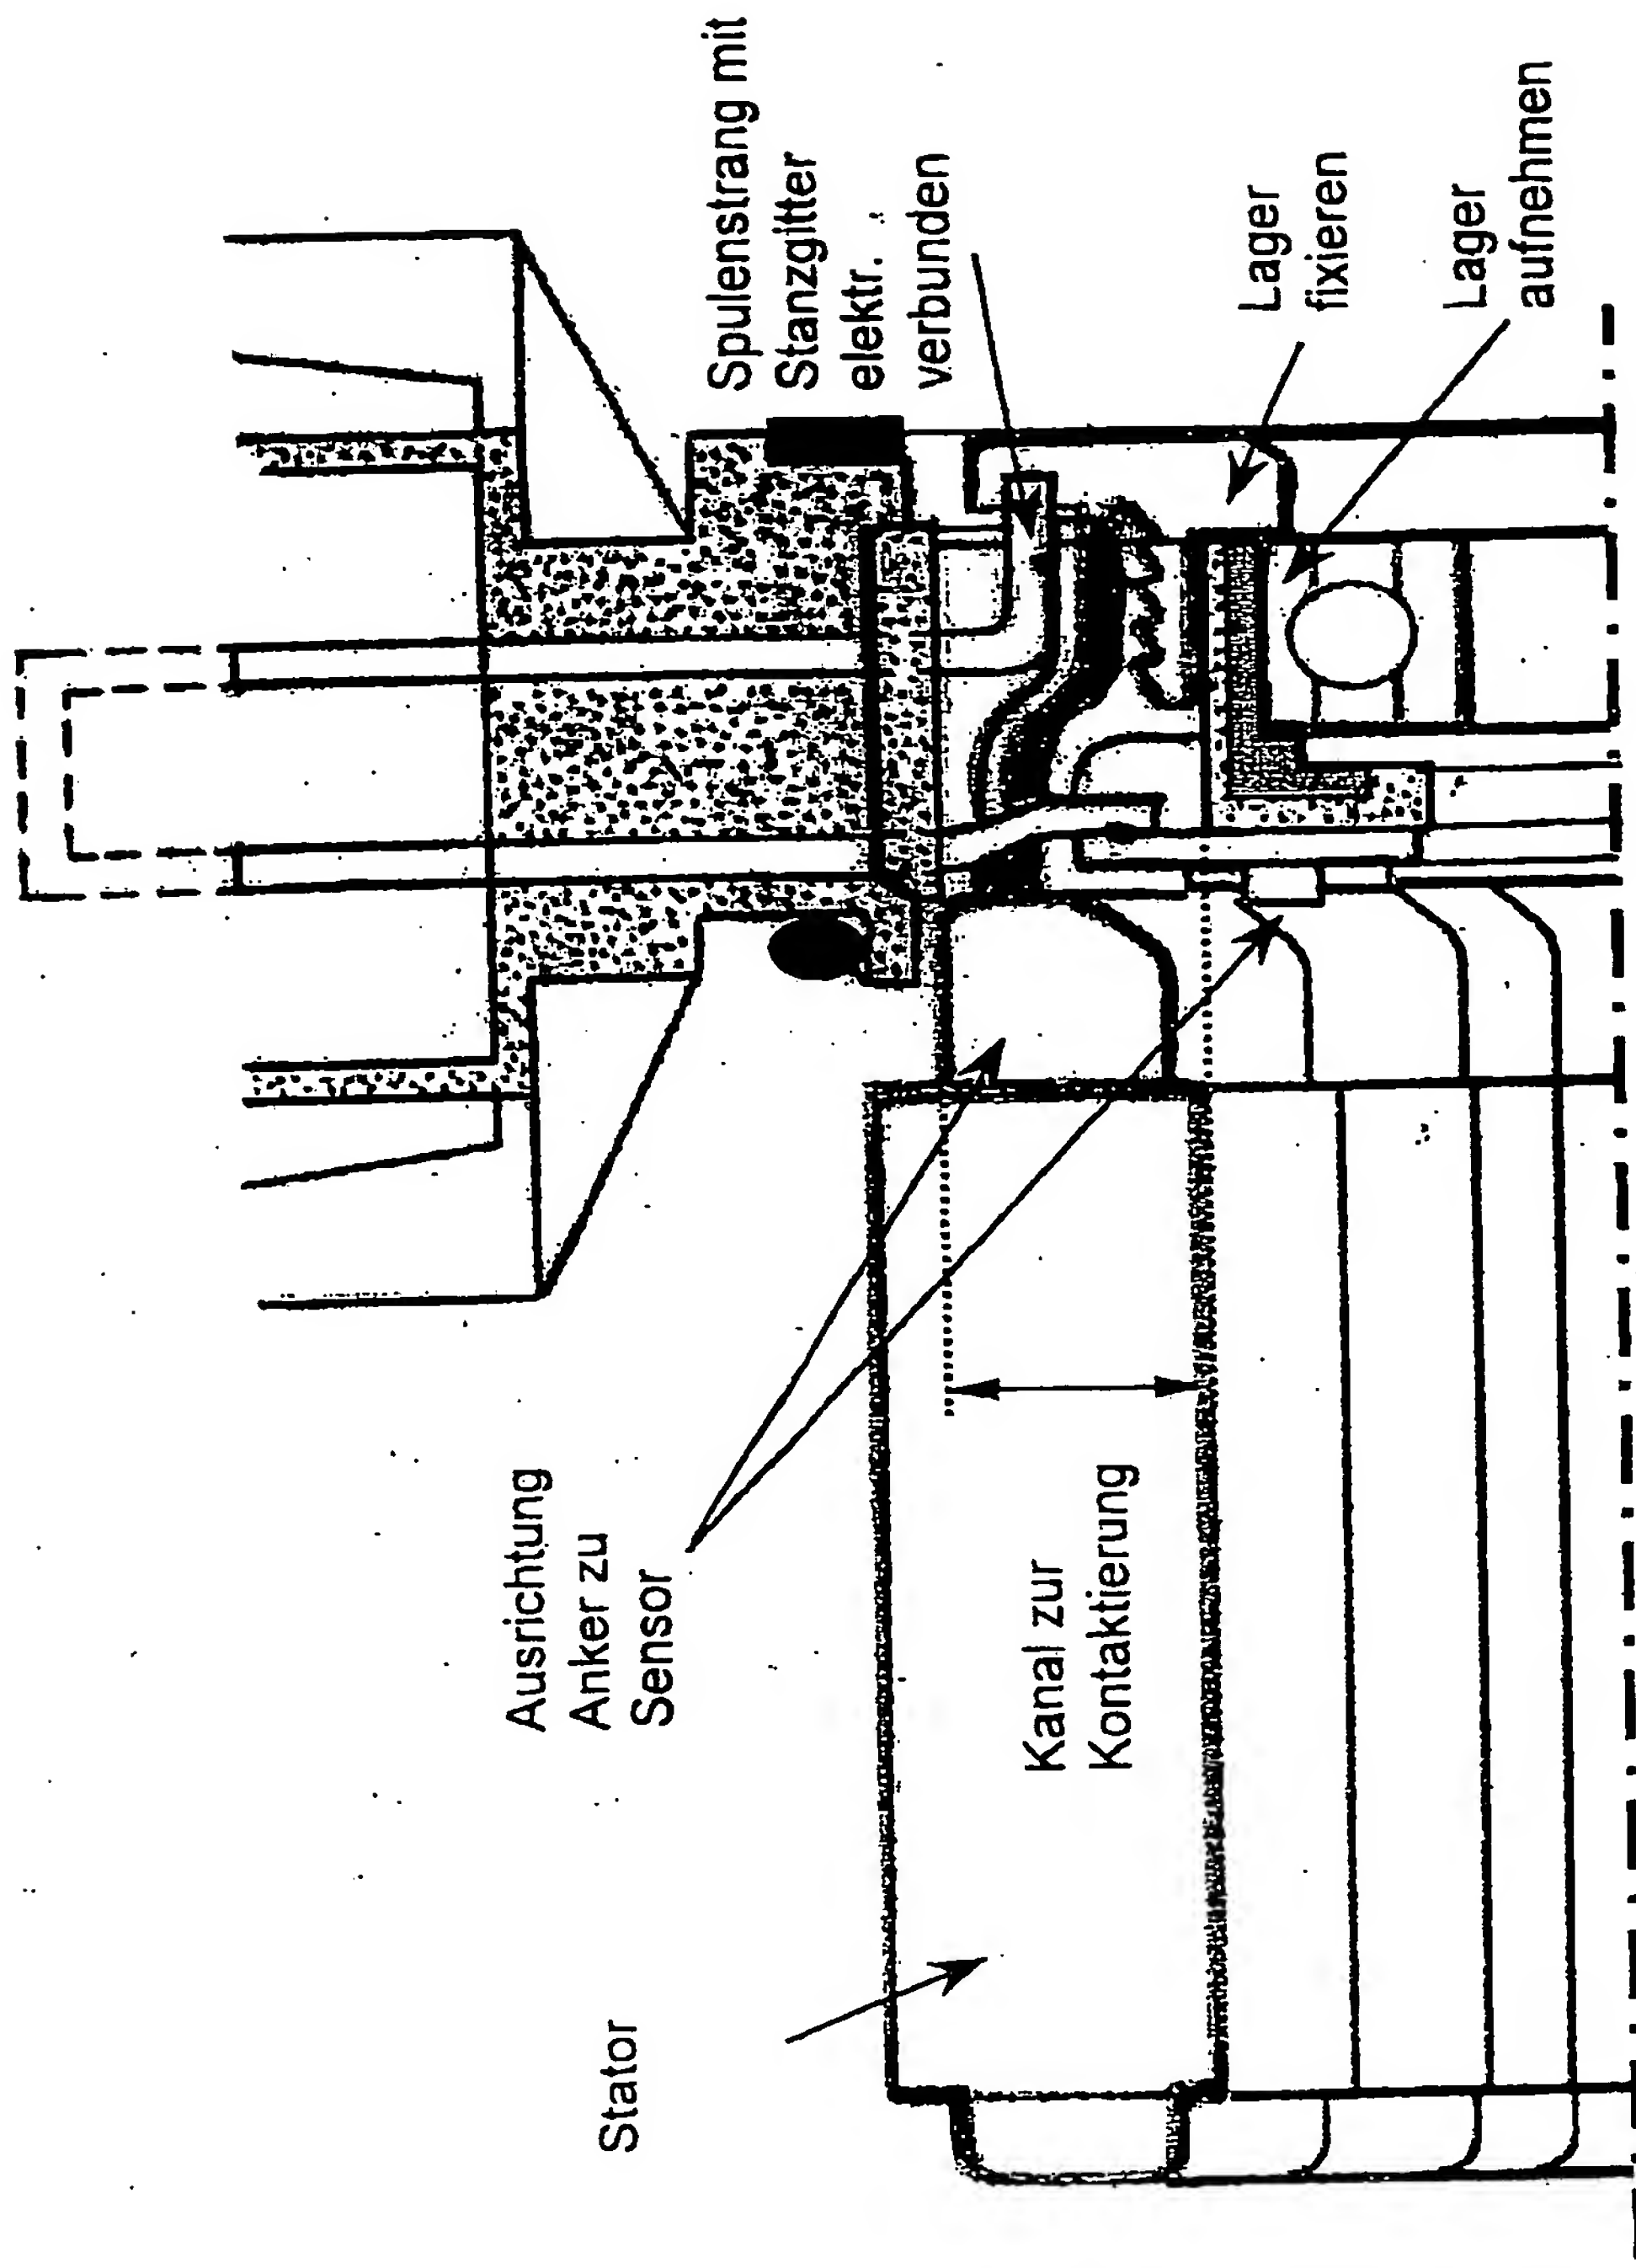 Stator
Ausrichtung
Anker zu
Sensor
Kanal zur
Kontaktierung
Spulenstrang mit
Stanzgitter
elektr.
verbunden
Lager
fixieren
Lager
aufnehmen